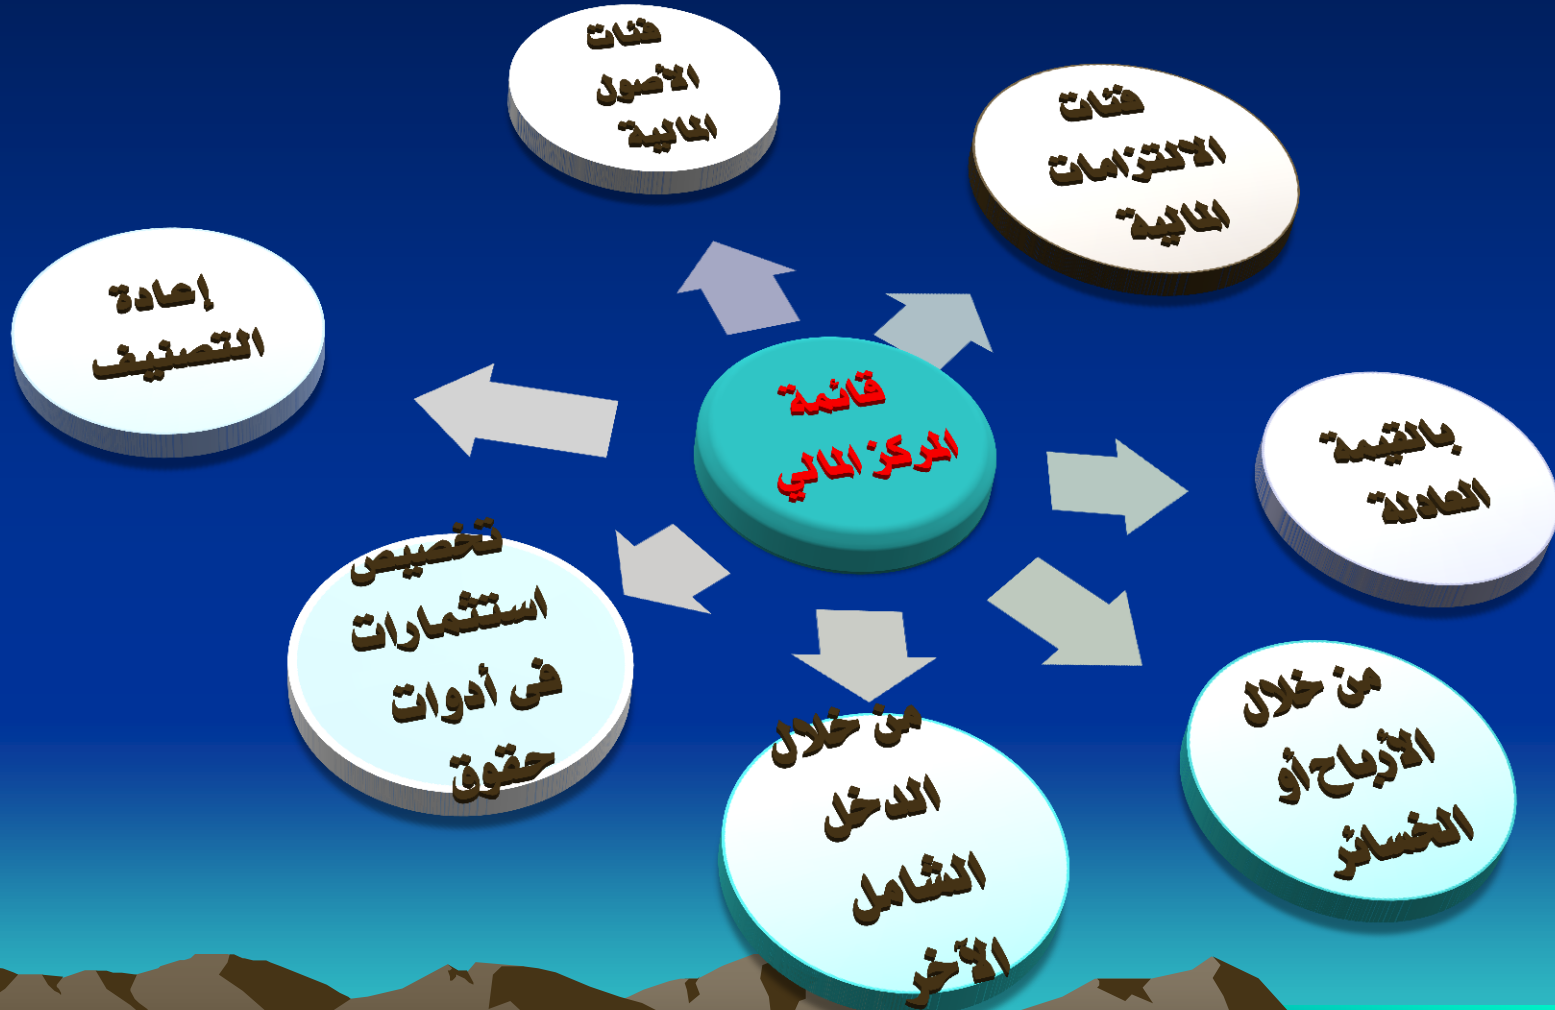 فئات
الأصول
المالية
فئات
الالتزامات
المالية
إعادة
التصنيف
قائمة
المركز المالي
بالقيمة
العادلة
تخصيص
استثمارات
فى أدوات
حقوق
من خلال
الدخل
الشامل
الآخر
من خلال
الأرباح أو
الخسائر